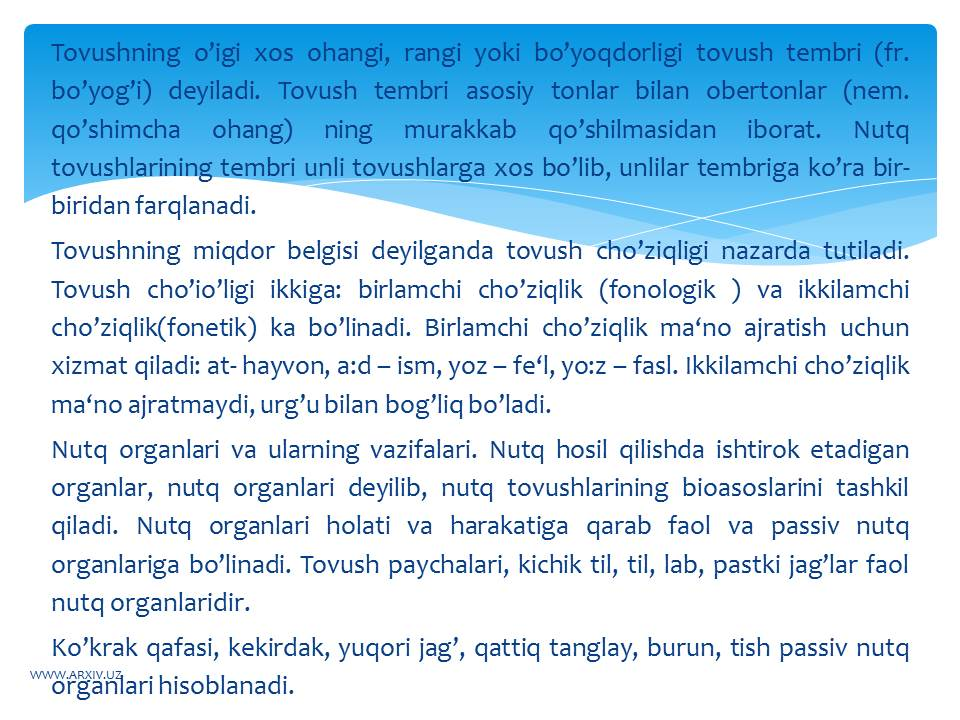 Tovushning o’igi xos ohangi, rangi yoki bo’yoqdorligi tovush tembri (fr.
bo’yog’i) deyiladi. Tovush tembri asosiy tonlar bilan obertonlar (nem.
qo’shimcha ohang) ning murakkab qo’shilmasidan iborat. Nutq
tovushlarining tembri unli tovushlarga xos bo’lib, unlilar tembriga ko’ra bir-
biridan farqlanadi.
Tovushning miqdor belgisi deyilganda tovush cho’ziqligi nazarda tutiladi.
Tovush cho’io’ligi ikkiga: birlamchi cho’ziqlik (fonologik ) va ikkilamchi
cho’ziqlik(fonetik) ka bo’linadi. Birlamchi cho’ziqlik ma‘no ajratish uchun
xizmat qiladi: at- hayvon, a:d – ism, yoz – fe‘l, yo:z – fasl. Ikkilamchi cho’ziqlik
ma‘no ajratmaydi, urg’u bilan bog’liq bo’ladi.
Nutq organlari va ularning vazifalari. Nutq hosil qilishda ishtirok etadigan
organlar, nutq organlari deyilib, nutq tovushlarining bioasoslarini tashkil
qiladi. Nutq organlari holati va harakatiga qarab faol va passiv nutq
organlariga bo’linadi. Tovush paychalari, kichik til, til, lab, pastki jag’lar faol
nutq organlaridir.
Ko’krak qafasi, kekirdak, yuqori jag’, qattiq tanglay, burun, tish passiv nutq
organlari hisoblanadi.
WWW.ARXIV.UZ